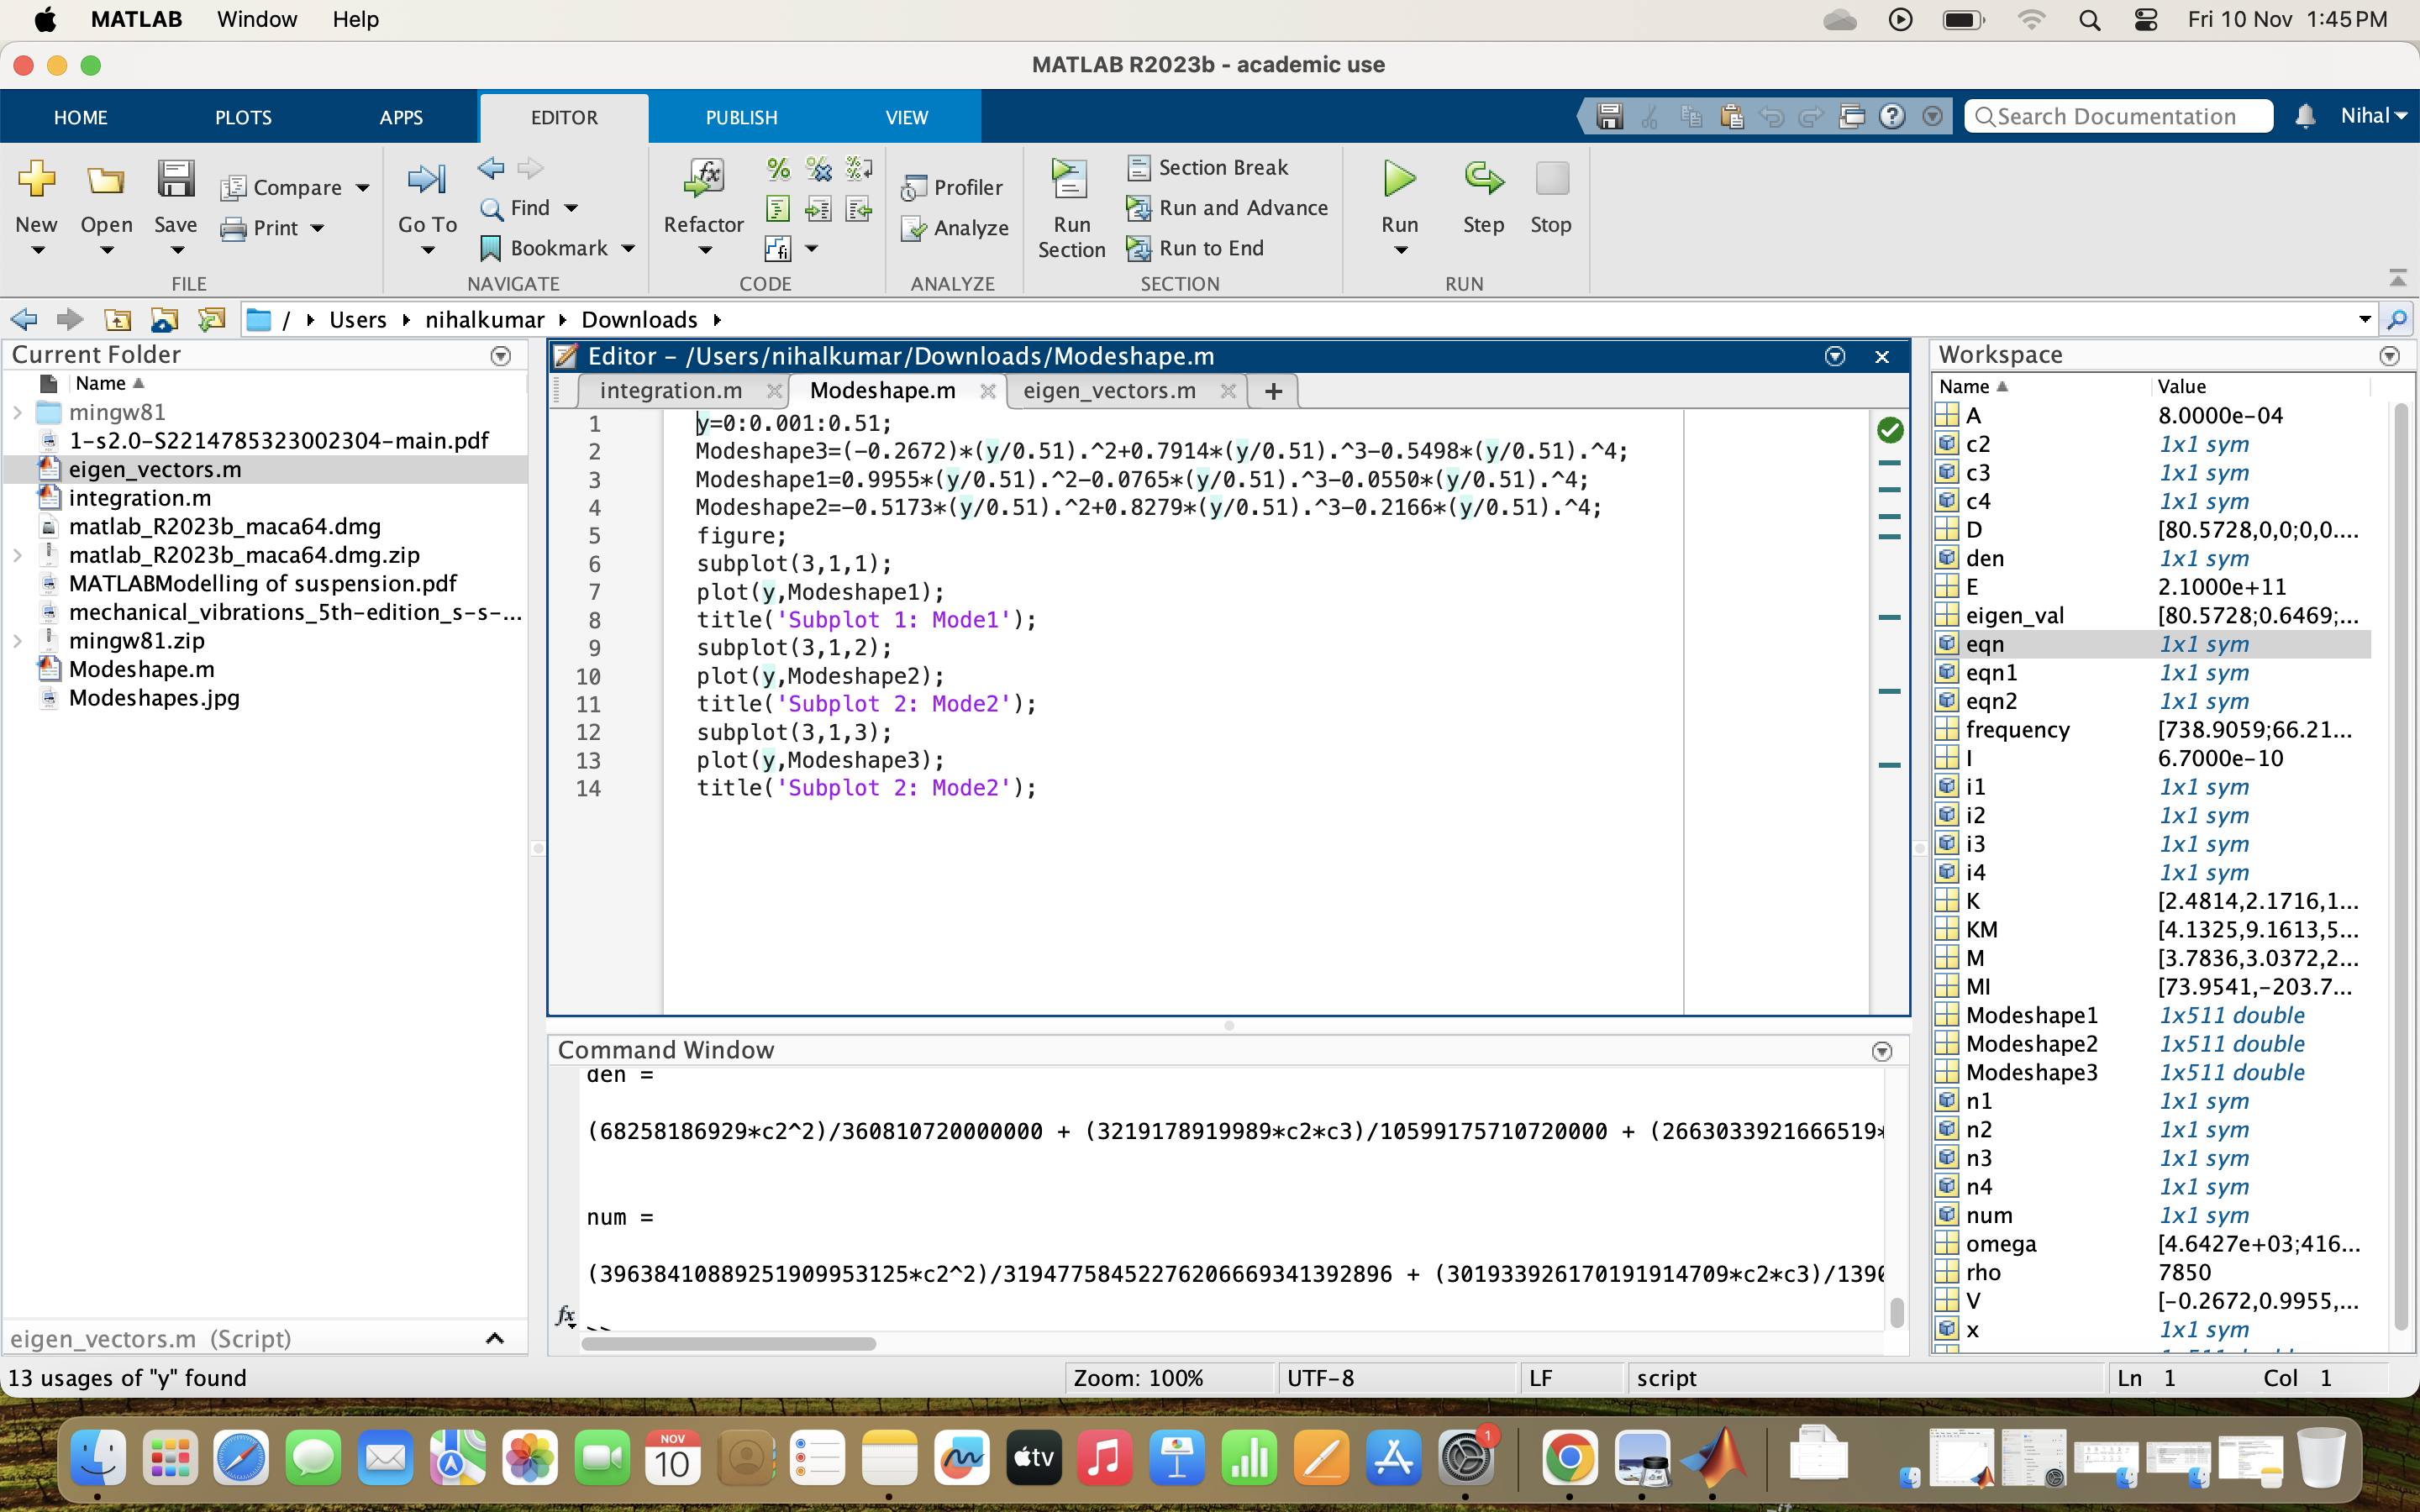 MATLAB Window Help Fri 10 Nov 1:45 PM
MATLAB R2023b - academic use
HOME PLOTS APPS EDITOR PUBLISH VIEW Search Documentation Nihal
New Open Save Compare Print Go To Find Bookmark Refactor Profiler Analyze Run Section Section Break Run and Advance Run to End Run Step Stop
FILE NAVIGATE CODE ANALYZE SECTION RUN
/ Users nihalkumar Downloads
Current Folder
Name
mingw81
1-s2.0-S2214785323002304-main.pdf
eigen_vectors.m
integration.m
matlab_R2023b_maca64.dmg
matlab_R2023b_maca64.dmg.zip
MATLABModelling of suspension.pdf
mechanical_vibrations_5th-edition_s-s-...
mingw81.zip
Modeshape.m
Modeshapes.jpg
eigen_vectors.m (Script)
Editor - /Users/nihalkumar/Downloads/Modeshape.m
integration.m Modeshape.m eigen_vectors.m +
1 y=0:0.001:0.51;
2 Modeshape3=(-0.2672)*(y/0.51).^2+0.7914*(y/0.51).^3-0.5498*(y/0.51).^4;
3 Modeshape1=0.9955*(y/0.51).^2-0.0765*(y/0.51).^3-0.0550*(y/0.51).^4;
4 Modeshape2=-0.5173*(y/0.51).^2+0.8279*(y/0.51).^3-0.2166*(y/0.51).^4;
5 figure;
6 subplot(3,1,1);
7 plot(y,Modeshape1);
8 title('Subplot 1: Mode1');
9 subplot(3,1,2);
10 plot(y,Modeshape2);
11 title('Subplot 2: Mode2');
12 subplot(3,1,3);
13 plot(y,Modeshape3);
14 title('Subplot 2: Mode2');
Command Window
den =
(68258186929*c2^2)/360810720000000 + (3219178919989*c2*c3)/10599175710720000 + (2663033921666519*
num =
(39638410889251909953125*c2^2)/319477584522762066669341392896 + (301933926170191914709*c2*c3)/1390
fx >>
Workspace
Name Value
A 8.0000e-04
c2 1x1 sym
c3 1x1 sym
c4 1x1 sym
D [80.5728,0,0;0,0....
den 1x1 sym
E 2.1000e+11
eigen_val [80.5728;0.6469;...
eqn 1x1 sym
eqn1 1x1 sym
eqn2 1x1 sym
frequency [738.9059;66.21...
I 6.7000e-10
i1 1x1 sym
i2 1x1 sym
i3 1x1 sym
i4 1x1 sym
K [2.4814,2.1716,1...
KM [4.1325,9.1613,5...
M [3.7836,3.0372,2...
MI [73.9541,-203.7...
Modeshape1 1x511 double
Modeshape2 1x511 double
Modeshape3 1x511 double
n1 1x1 sym
n2 1x1 sym
n3 1x1 sym
n4 1x1 sym
num 1x1 sym
omega [4.6427e+03;416...
rho 7850
V [-0.2672,0.9955,...
x 1x1 sym
13 usages of "y" found Zoom: 100% UTF-8 LF script Ln 1 Col 1
NOV
10
tv
1